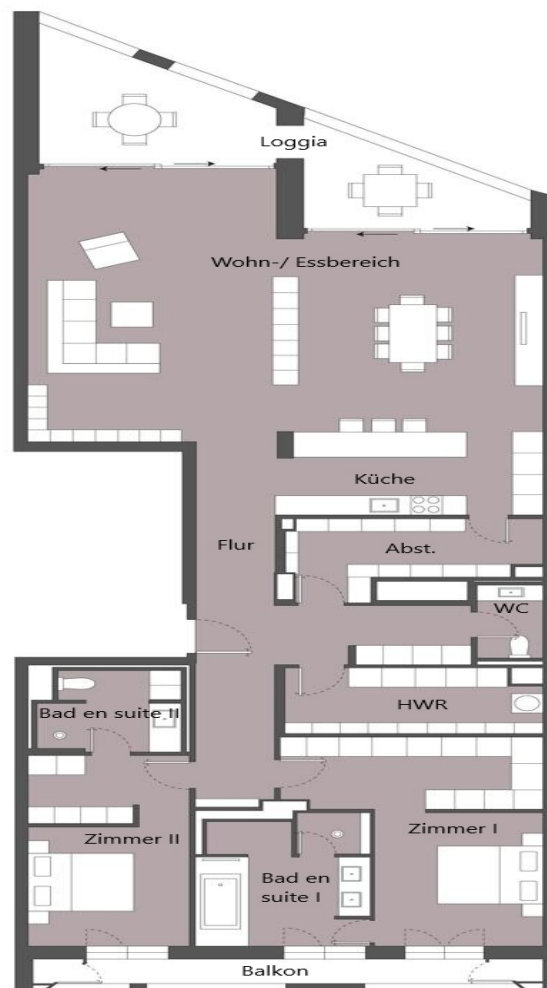 Loggia
Wohn-/ Essbereich
Küche
Flur
Abst.
WC
HWR
Bad en suite II
Zimmer II
Zimmer I
Bad en
suite I
Balkon